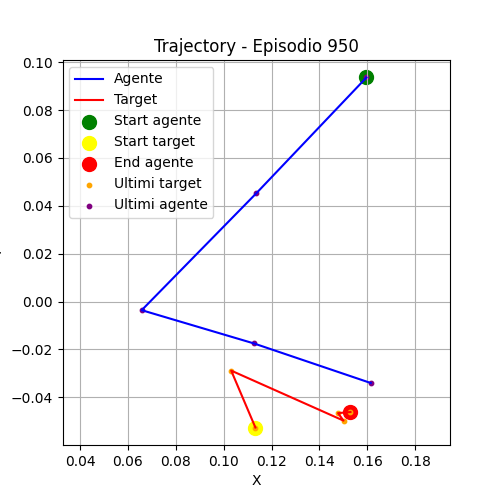 Trajectory - Episodio 950
0.10
0.08
0.06
0.04
0.02
0.00
−0.02
−0.04
Agente
Target
Start agente
Start target
End agente
Ultimi target
Ultimi agente
0.04 0.06 0.08 0.10 0.12 0.14 0.16 0.18
X